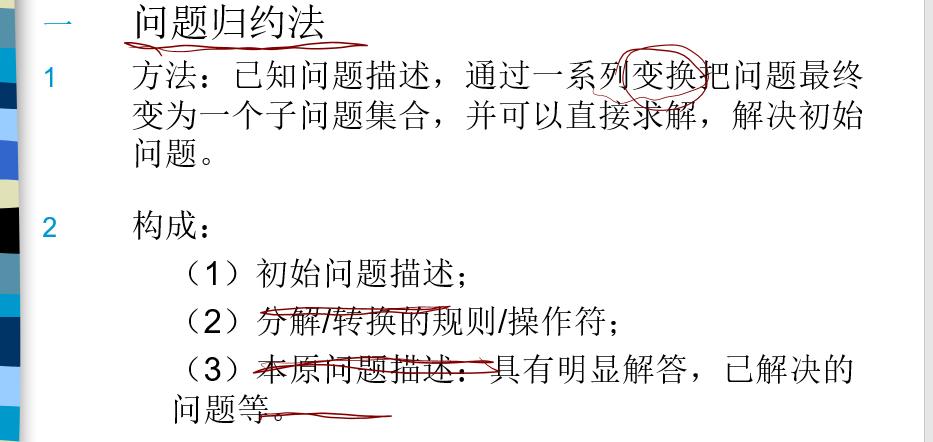 一 问题归约法
1 方法：已知问题描述，通过一系列变换把问题最终
变为一个子问题集合，并可以直接求解，解决初始
问题。
2 构成：
（1）初始问题描述；
（2）分解/转换的规则/操作符；
（3）本原问题描述：具有明显解答，已解决的
问题等。